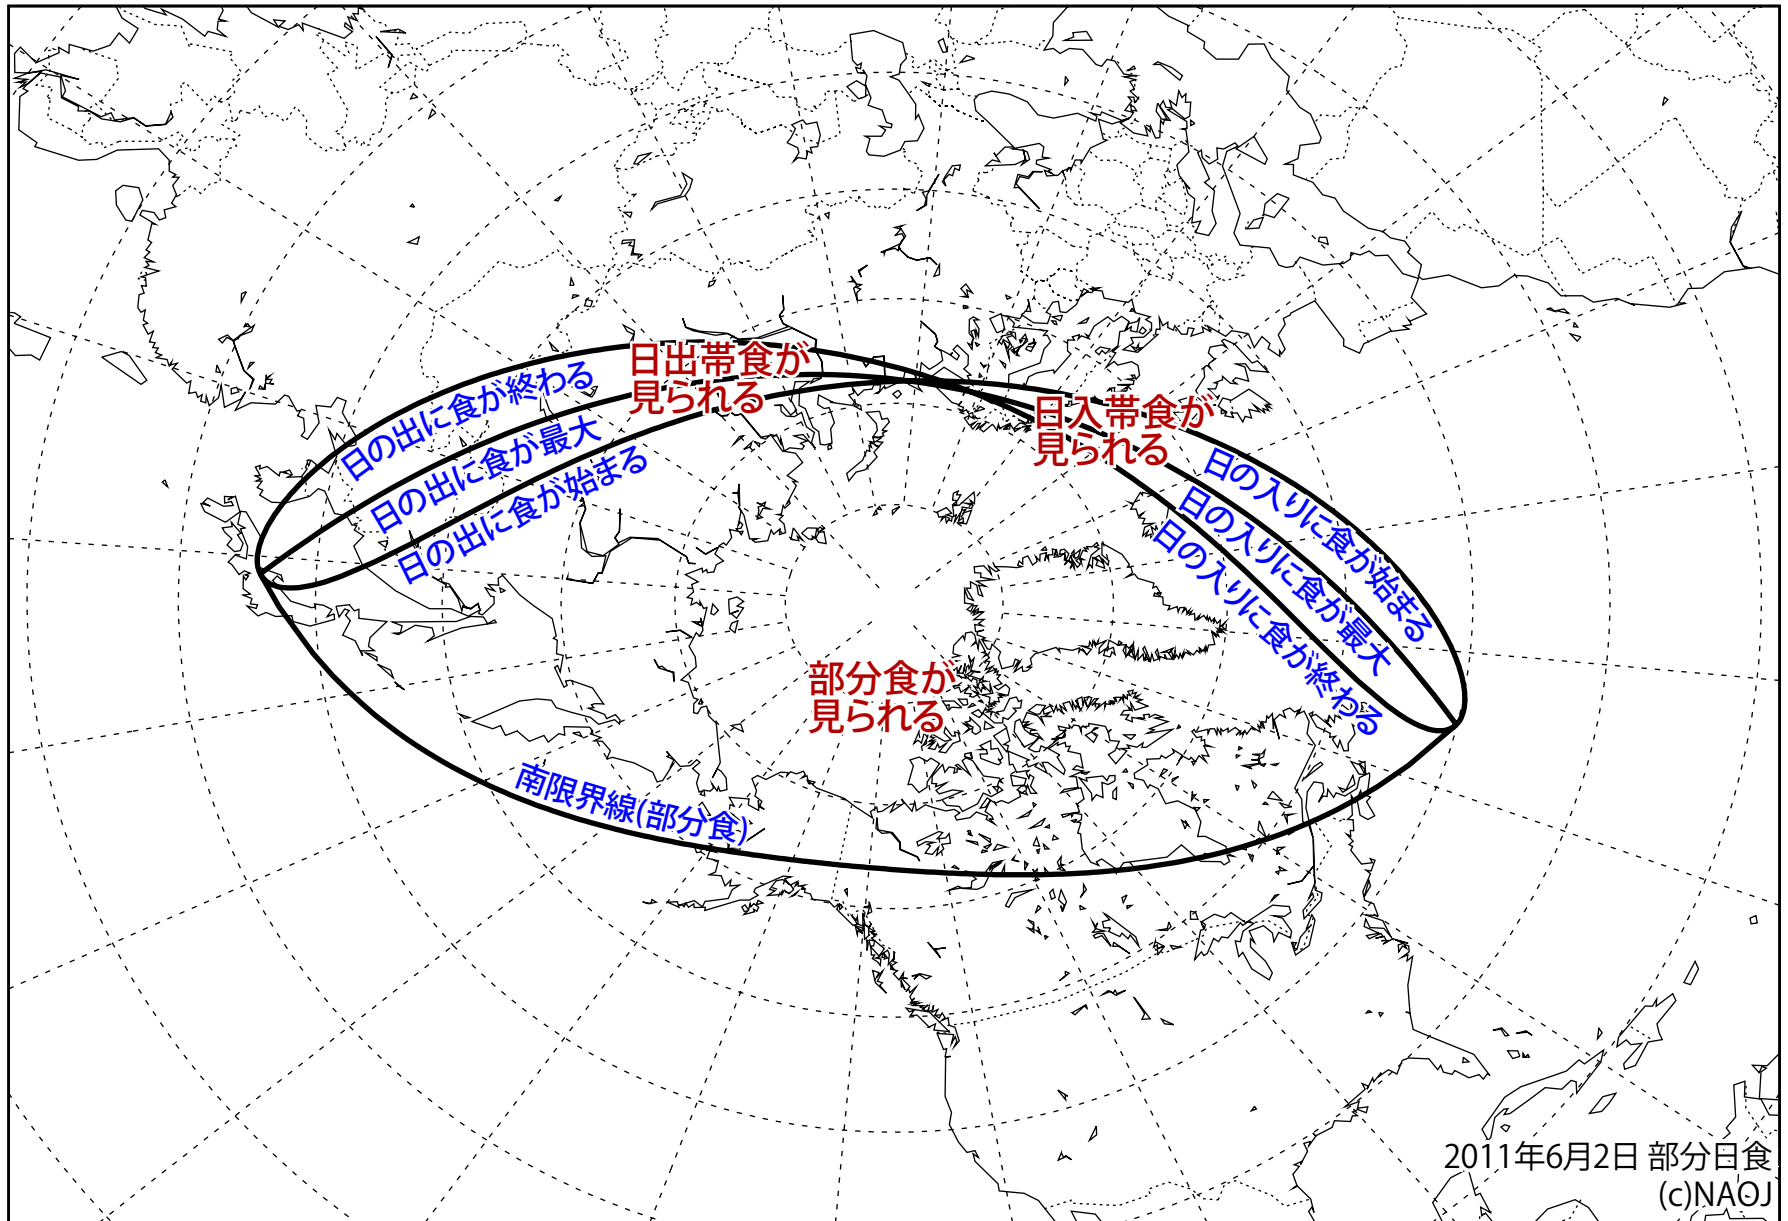 日出帯食が
見られる
日の出に食が終わる
日の出に食が最大
日の出に食が始まる
日入帯食が
見られる
日の入りに食が始まる
日の入りに食が最大
日の入りに食が終わる
部分食が
見られる
南限界線(部分食)
2011年6月2日 部分日食
(c)NAOJ